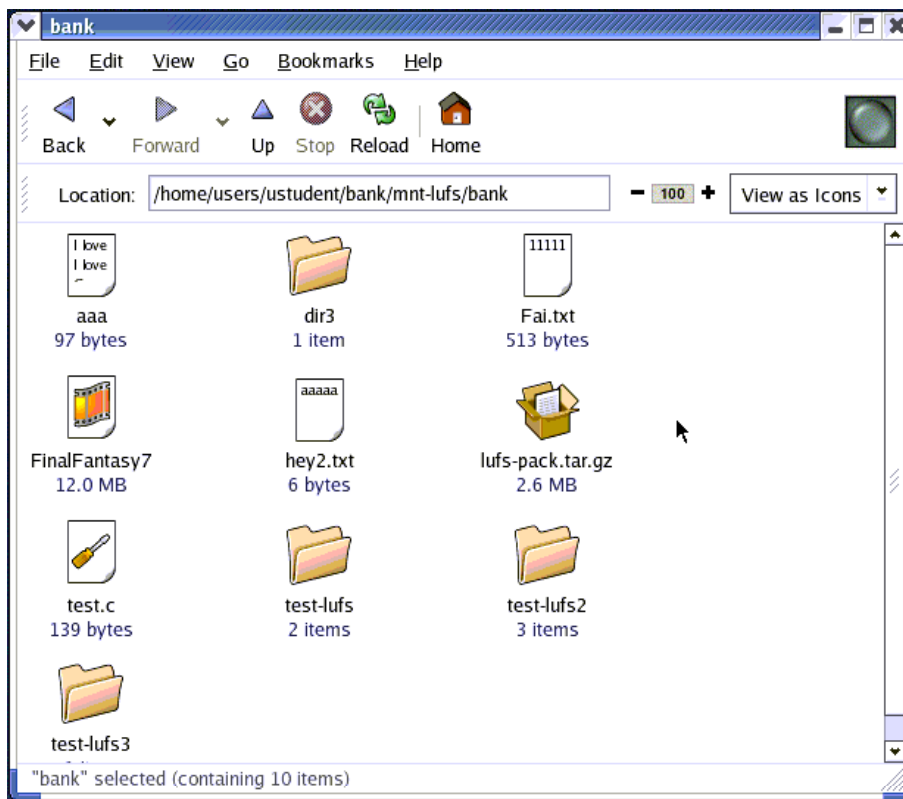 bank
File Edit View Go Bookmarks Help
Back Forward Up Stop Reload Home
Location: /home/users/ustudent/bank/mnt-lufs/bank 100 View as Icons
I love
I love
11111
aaa dir3 Fai.txt
97 bytes 1 item 513 bytes
aaaaa
FinalFantasy7 hey2.txt lufs-pack.tar.gz
12.0 MB 6 bytes 2.6 MB
test.c test-lufs test-lufs2
139 bytes 2 items 3 items
test-lufs3
"bank" selected (containing 10 items)